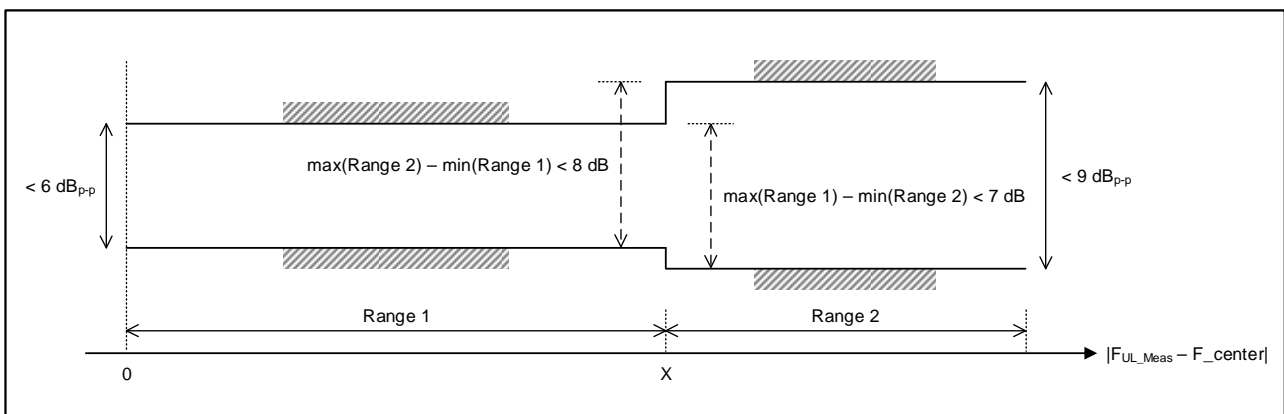 max(Range 2) – min(Range 1) < 8 dB
< 6 dBp-p
max(Range 1) – min(Range 2) < 7 dB
< 9 dBp-p
Range 1
Range 2
|FUL_Meas – F_center|
0
X